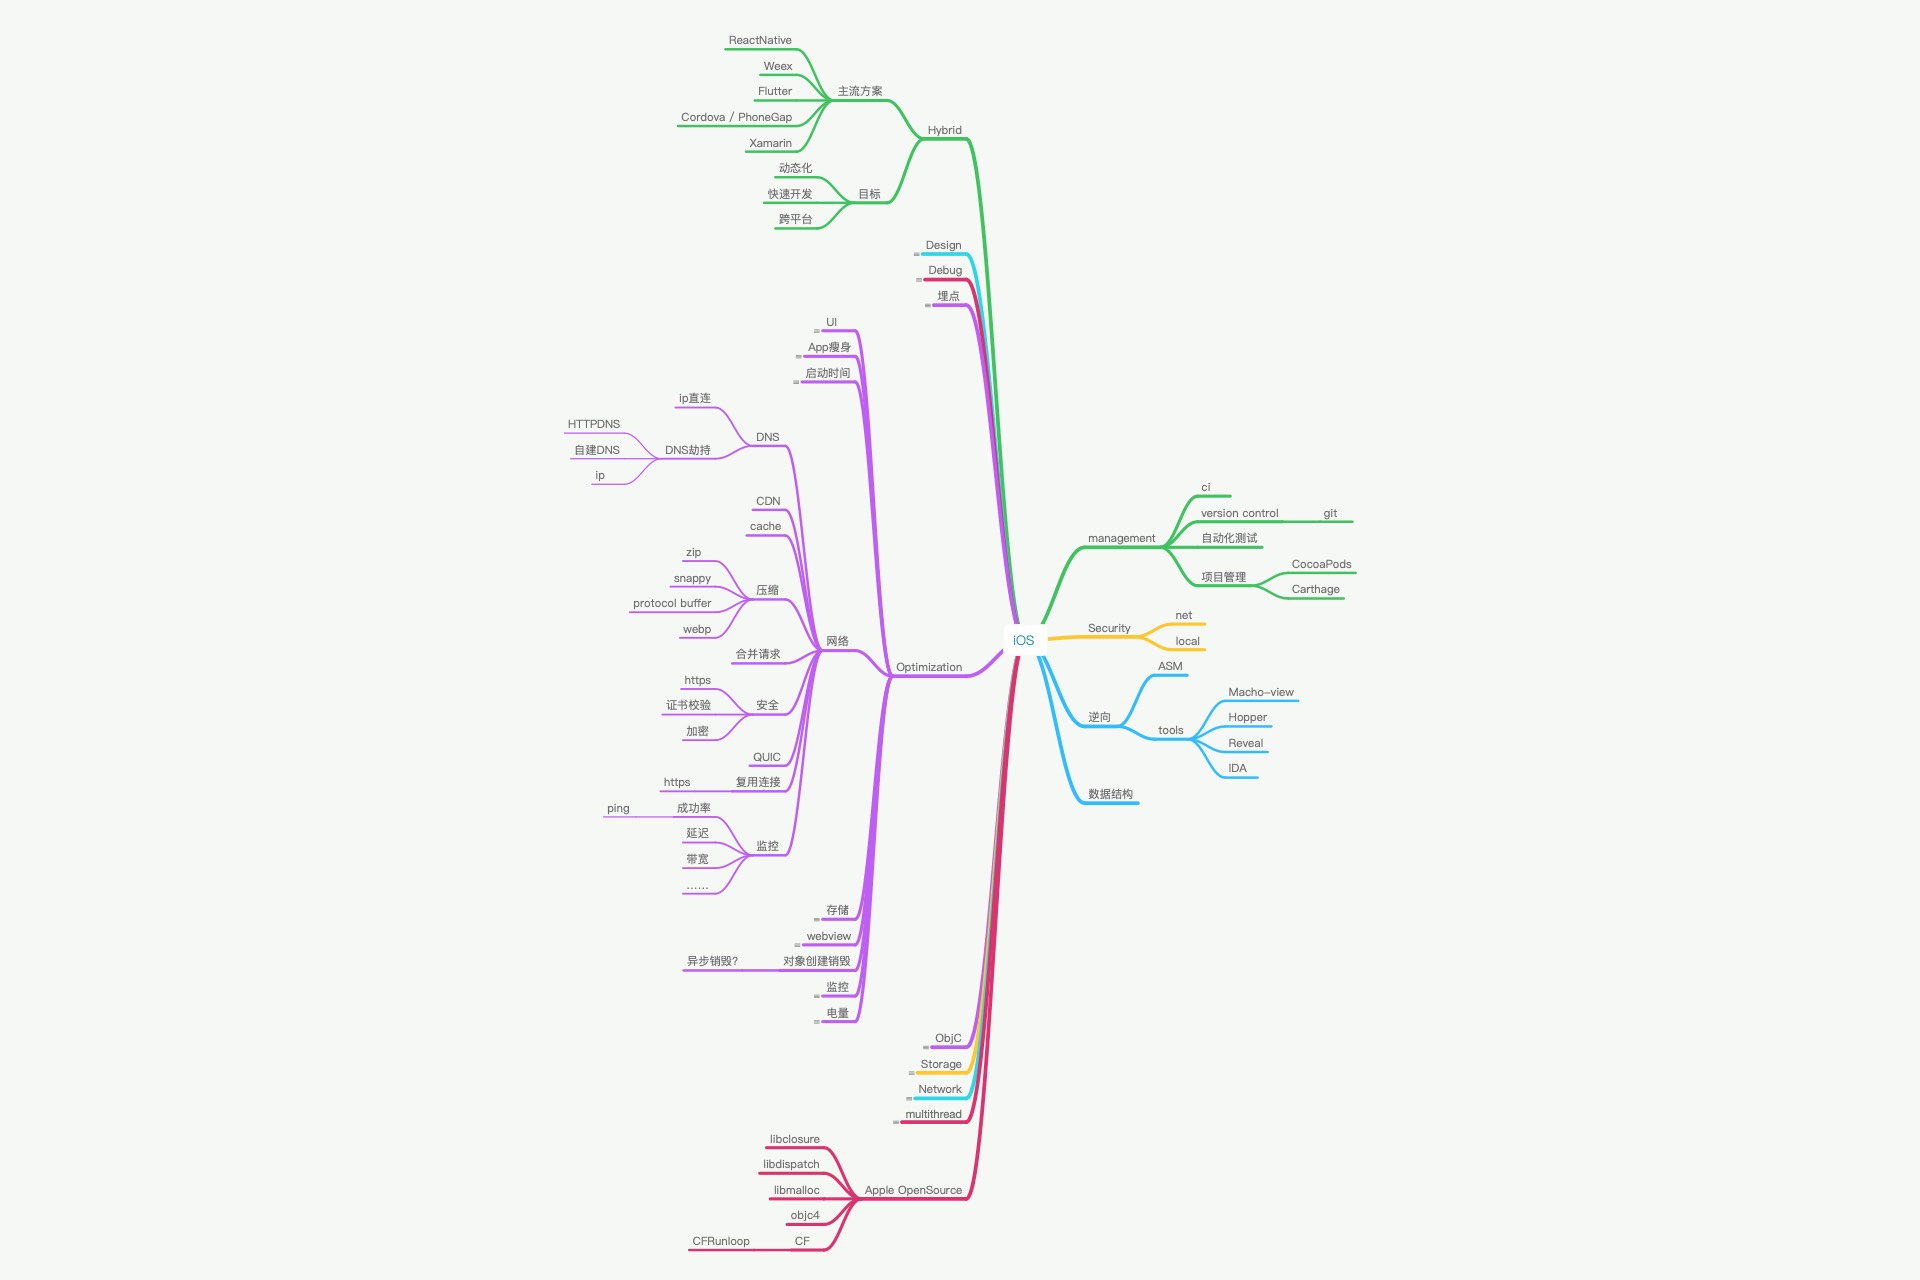 ReactNative
Weex
Flutter
Cordova / PhoneGap
Xamarin
主流方案
Hybrid
动态化
快速开发
跨平台
目标
Design
Debug
埋点
UI
App瘦身
启动时间
ip直连
HTTPDNS
自建DNS
ip
DNS劫持
DNS
CDN
cache
zip
snappy
protocol buffer
webp
压缩
合并请求
https
证书校验
加密
安全
QUIC
https
复用连接
ping
成功率
延迟
带宽
……
监控
网络
Optimization
存储
webview
异步销毁?
对象创建销毁
监控
电量
ObjC
Storage
Network
multithread
libclosure
libdispatch
libmalloc
objc4
CFRunloop
CF
Apple OpenSource
iOS
management
ci
version control
git
自动化测试
项目管理
CocoaPods
Carthage
Security
net
local
逆向
ASM
tools
Macho-view
Hopper
Reveal
IDA
数据结构